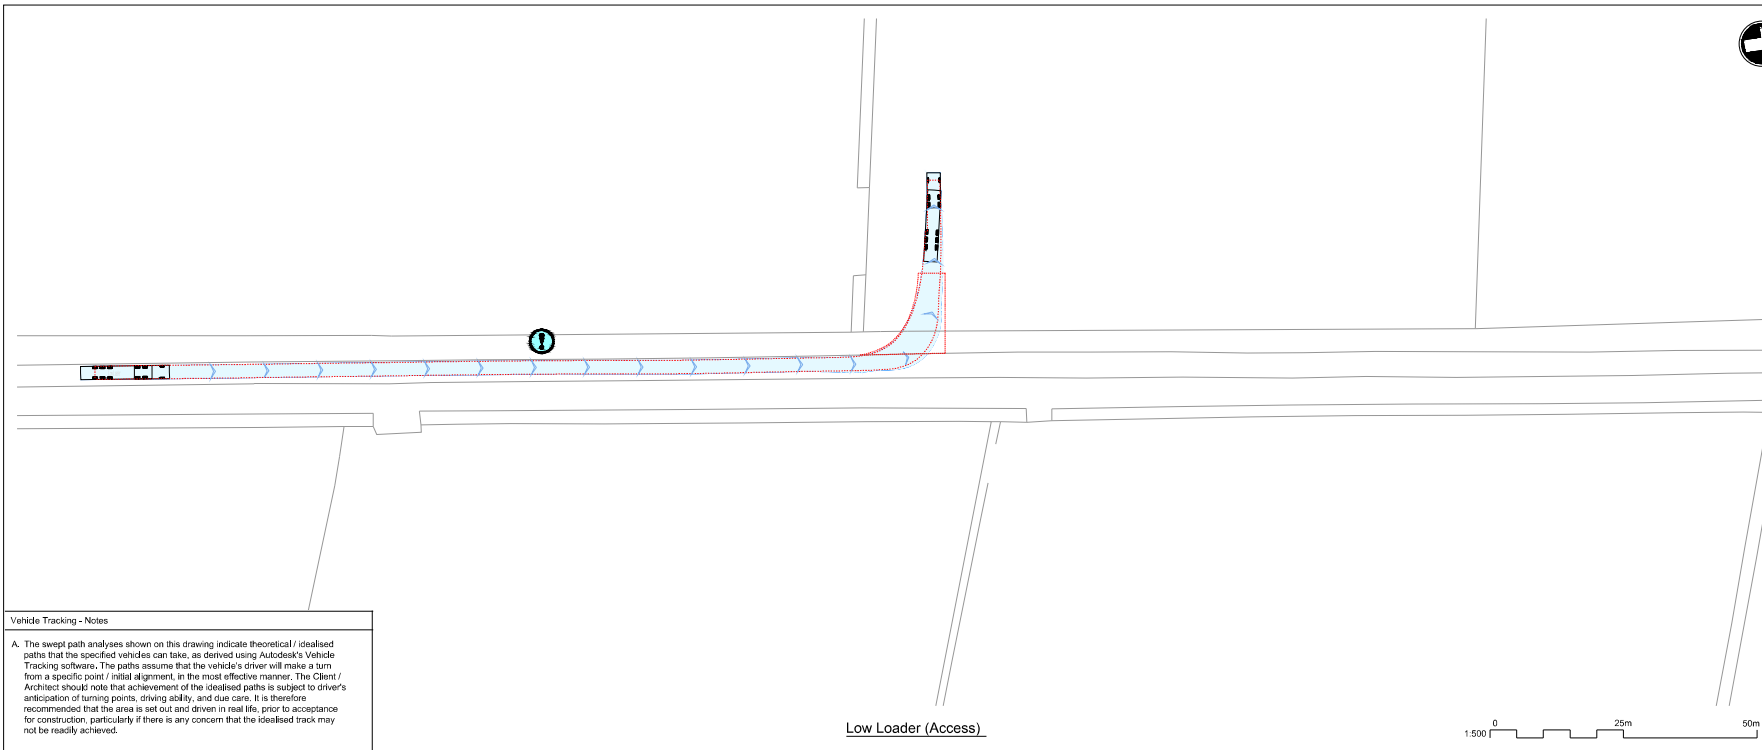 Vehicle Tracking - Notes
A. The swept path analyses shown on this drawing indicate theoretical / idealised
paths that the specified vehicles can take, as derived using Autodesk's Vehicle
Tracking software. The paths assume that the vehicle's driver will make a turn
from a specific point / initial alignment, in the most effective manner. The Client /
Architect should note that achievement of the idealised paths is subject to driver's
anticipation of turning points, driving ability, and due care. It is therefore
recommended that the area is set out and driven in real life, prior to acceptance
for construction, particularly if there is any concern that the idealised track may
not be readily achieved.
Low Loader (Access)
0 25m 50m
1:500